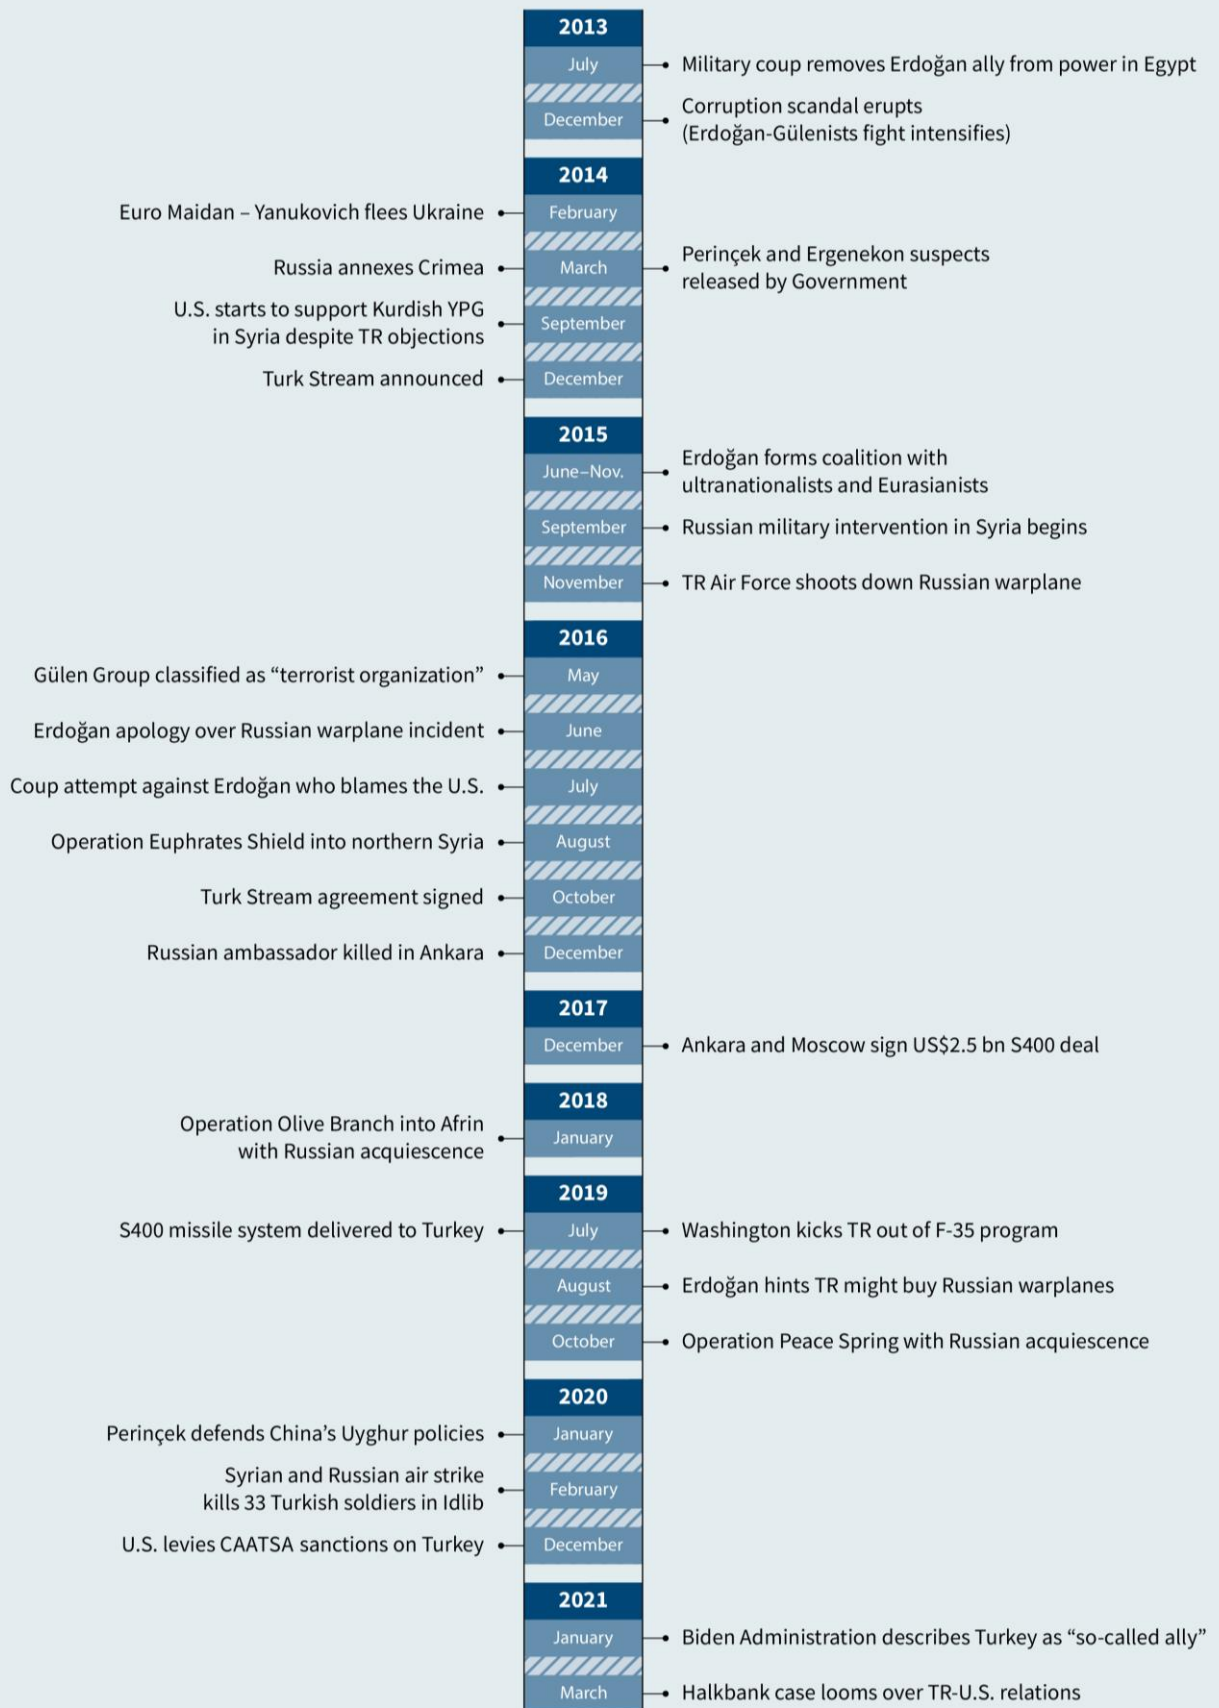 2013
July
Military coup removes Erdoğan ally from power in Egypt
December
Corruption scandal erupts
(Erdoğan-Gülenists fight intensifies)
2014
Euro Maidan – Yanukovich flees Ukraine
February
Russia annexes Crimea
March
Perinçek and Ergenekon suspects
released by Government
U.S. starts to support Kurdish YPG
in Syria despite TR objections
September
Turk Stream announced
December
2015
June–Nov.
Erdoğan forms coalition with
ultranationalists and Eurasianists
September
Russian military intervention in Syria begins
November
TR Air Force shoots down Russian warplane
2016
Gülen Group classified as “terrorist organization”
May
Erdoğan apology over Russian warplane incident
June
Coup attempt against Erdoğan who blames the U.S.
July
Operation Euphrates Shield into northern Syria
August
Turk Stream agreement signed
October
Russian ambassador killed in Ankara
December
2017
December
Ankara and Moscow sign US$2.5 bn S400 deal
2018
Operation Olive Branch into Afrin
with Russian acquiescence
January
2019
S400 missile system delivered to Turkey
July
Washington kicks TR out of F-35 program
August
Erdoğan hints TR might buy Russian warplanes
October
Operation Peace Spring with Russian acquiescence
2020
Perinçek defends China’s Uyghur policies
January
Syrian and Russian air strike
kills 33 Turkish soldiers in Idlib
February
U.S. levies CAATSA sanctions on Turkey
December
2021
January
Biden Administration describes Turkey as “so-called ally”
March
Halkbank case looms over TR-U.S. relations